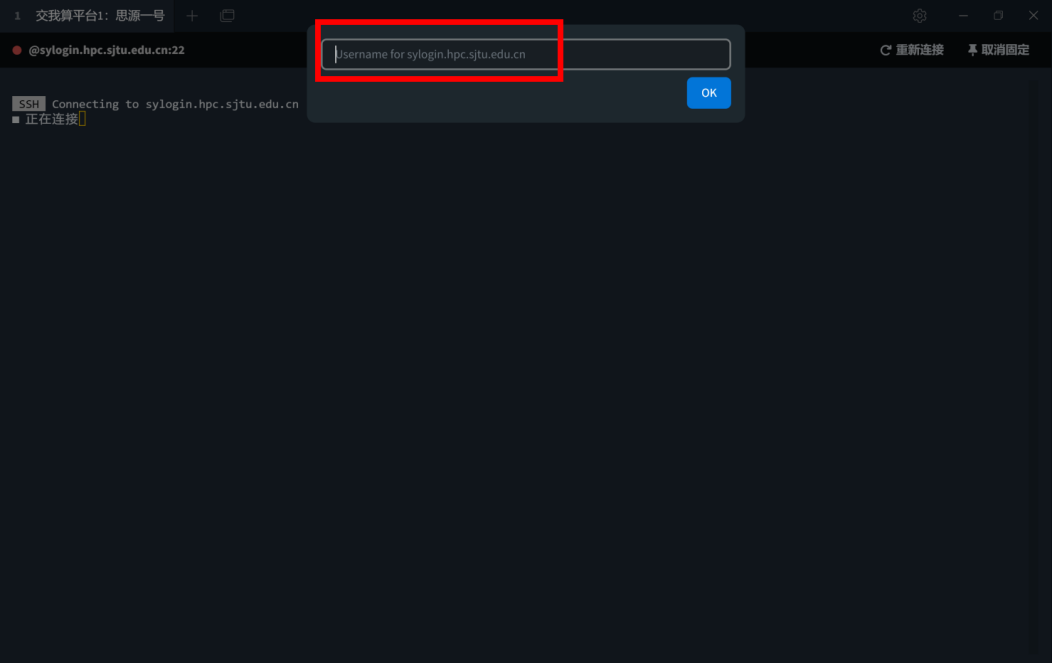 1 交我算平台1: 思源一号
@sylogin.hpc.sjtu.edu.cn:22
重新连接 取消固定
Username for sylogin.hpc.sjtu.edu.cn
OK
SSH Connecting to sylogin.hpc.sjtu.edu.cn
正在连接